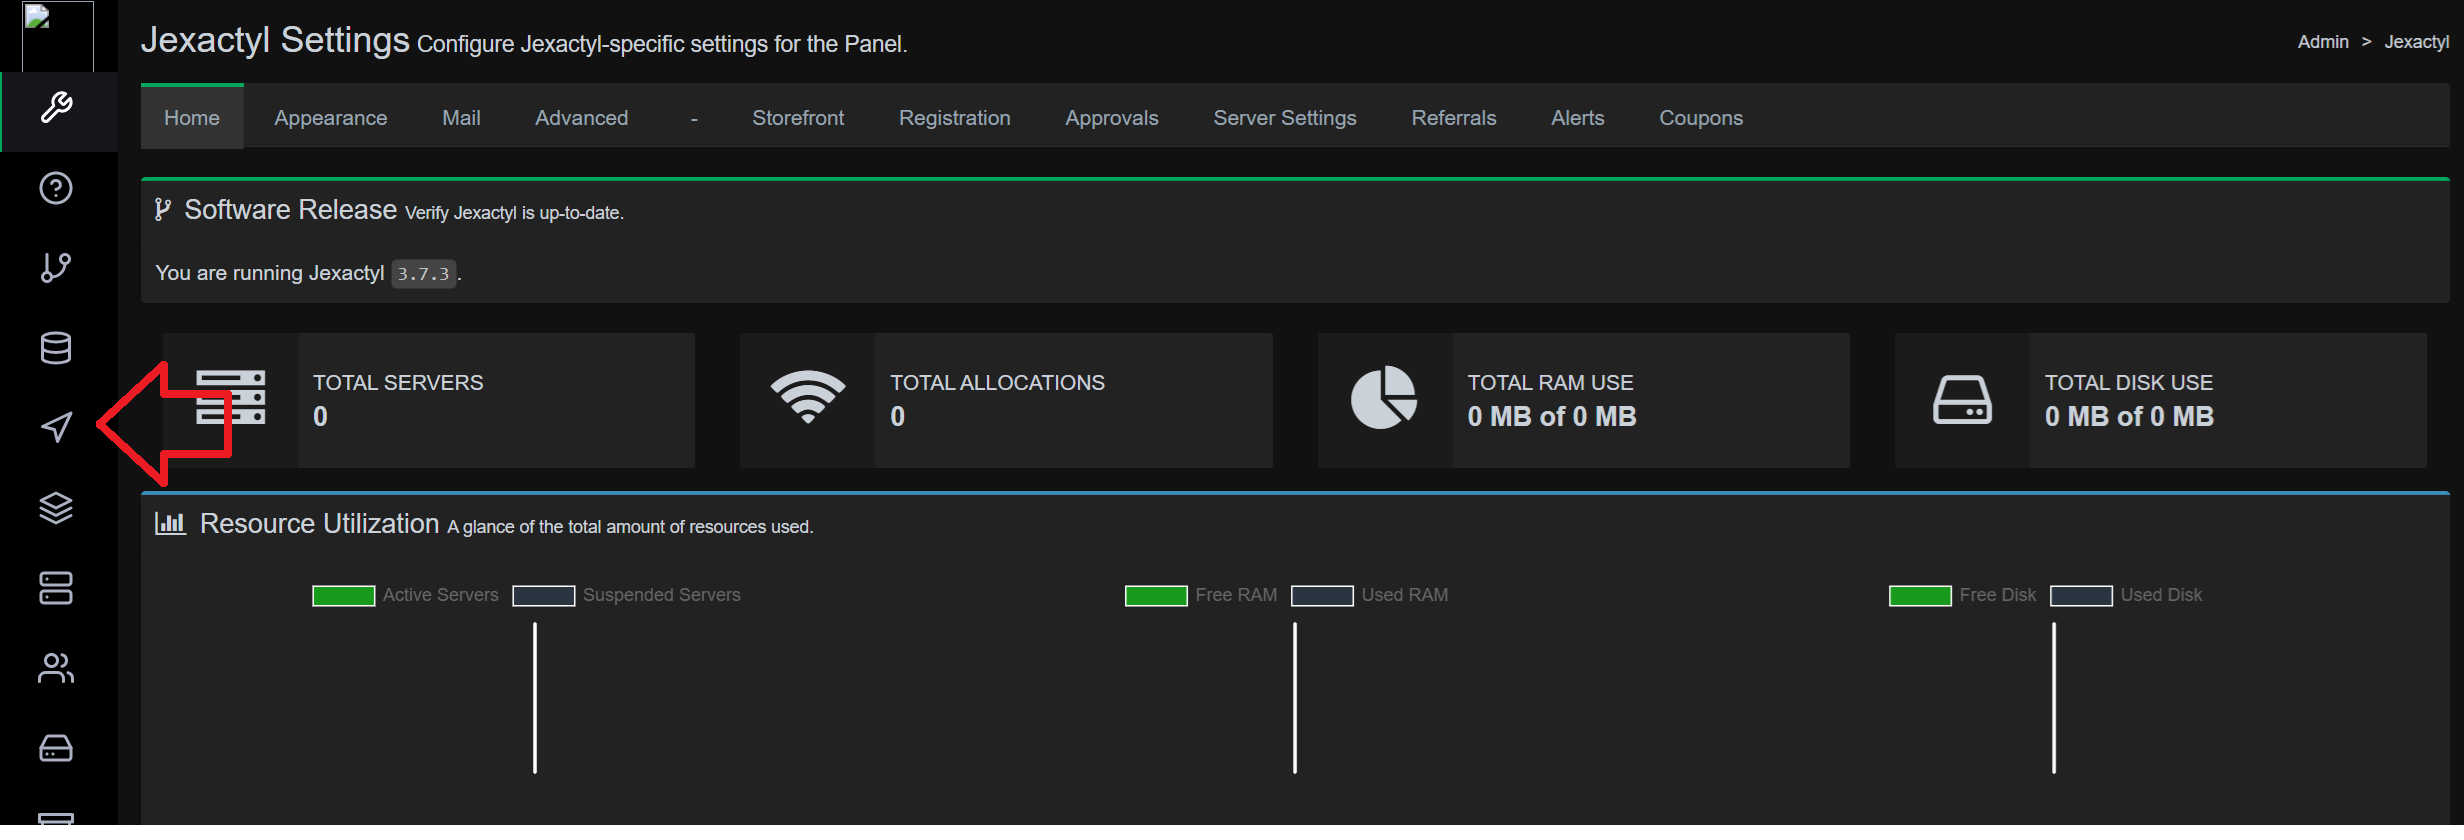 Jexactyl Settings Configure Jexactyl-specific settings for the Panel.
Admin > Jexactyl
Home Appearance Mail Advanced - Storefront Registration Approvals Server Settings Referrals Alerts Coupons
Software Release Verify Jexactyl is up-to-date.
You are running Jexactyl 3.7.3.
TOTAL SERVERS
0
TOTAL ALLOCATIONS
0
TOTAL RAM USE
0 MB of 0 MB
TOTAL DISK USE
0 MB of 0 MB
Resource Utilization A glance of the total amount of resources used.
Active Servers Suspended Servers
Free RAM Used RAM
Free Disk Used Disk